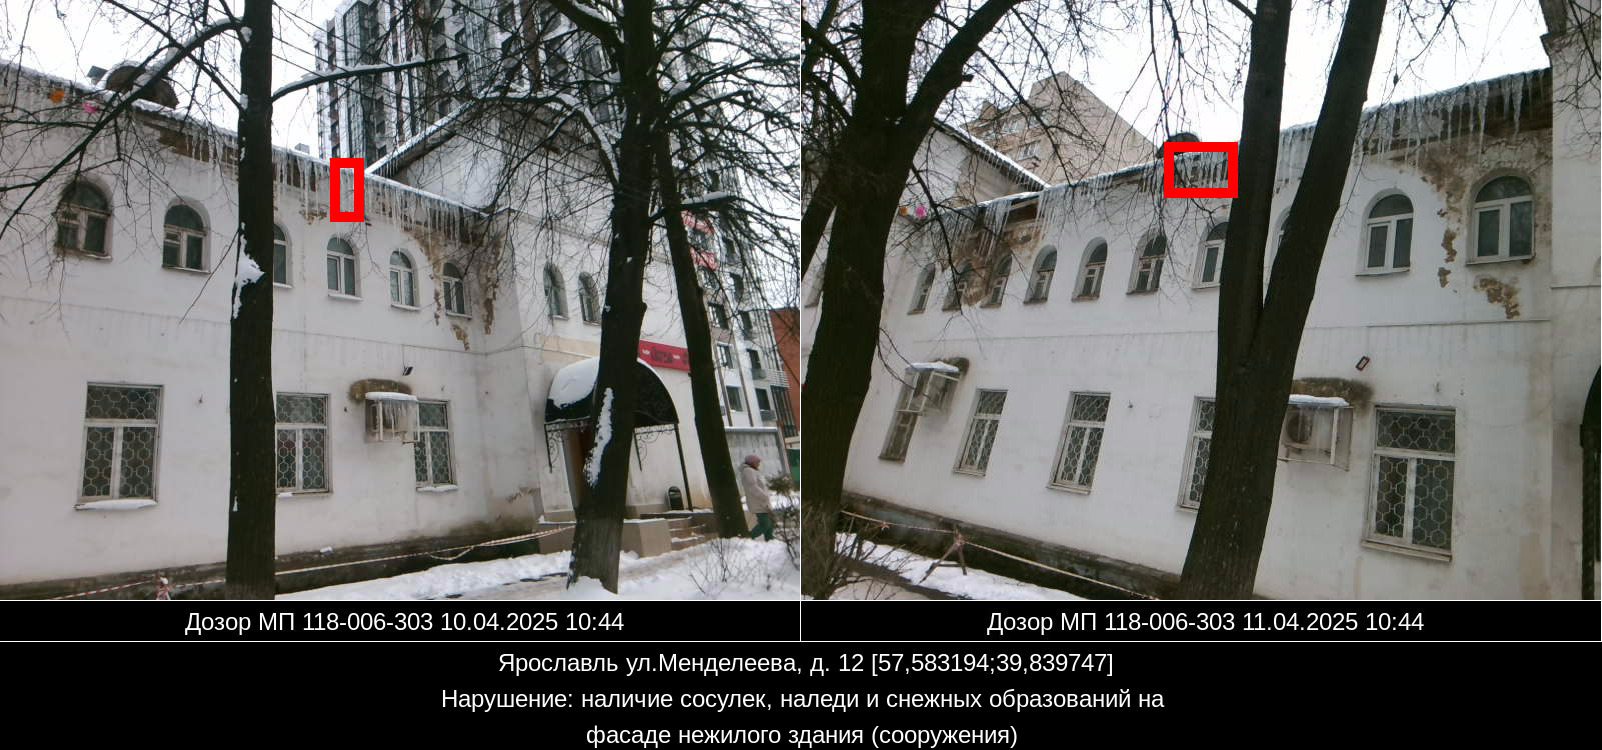 Дозор МП 118-006-303 10.04.2025 10:44
Дозор МП 118-006-303 11.04.2025 10:44
Ярославль ул.Менделеева, д. 12 [57,583194;39,839747]
Нарушение: наличие сосулек, наледи и снежных образований на
фасаде нежилого здания (сооружения)